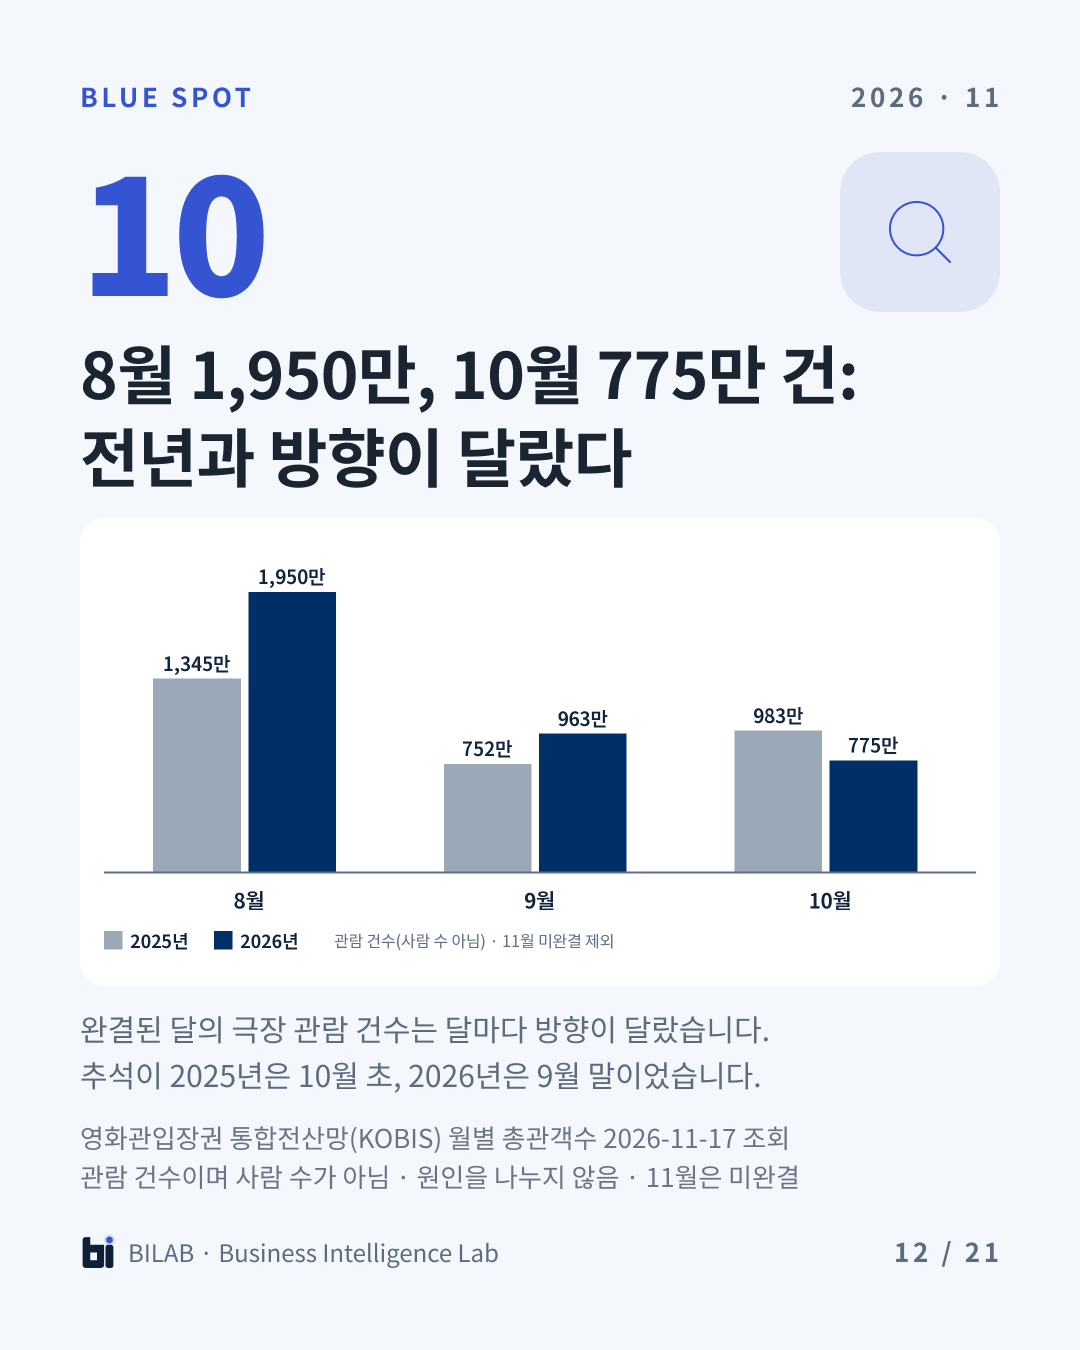 BLUE SPOT
2026 · 11
10
8월 1,950만, 10월 775만 건:
전년과 방향이 달랐다
1,950만
1,345만
983만
963만
775만
752만
8월
9월
10월
2025년
2026년
관람 건수(사람 수 아님) · 11월 미완결 제외
완결된 달의 극장 관람 건수는 달마다 방향이 달랐습니다.
추석이 2025년은 10월 초, 2026년은 9월 말이었습니다.
영화관입장권 통합전산망(KOBIS) 월별 총관객수 2026-11-17 조회
관람 건수이며 사람 수가 아님 · 원인을 나누지 않음 · 11월은 미완결
bi BILAB · Business Intelligence Lab
12 / 21